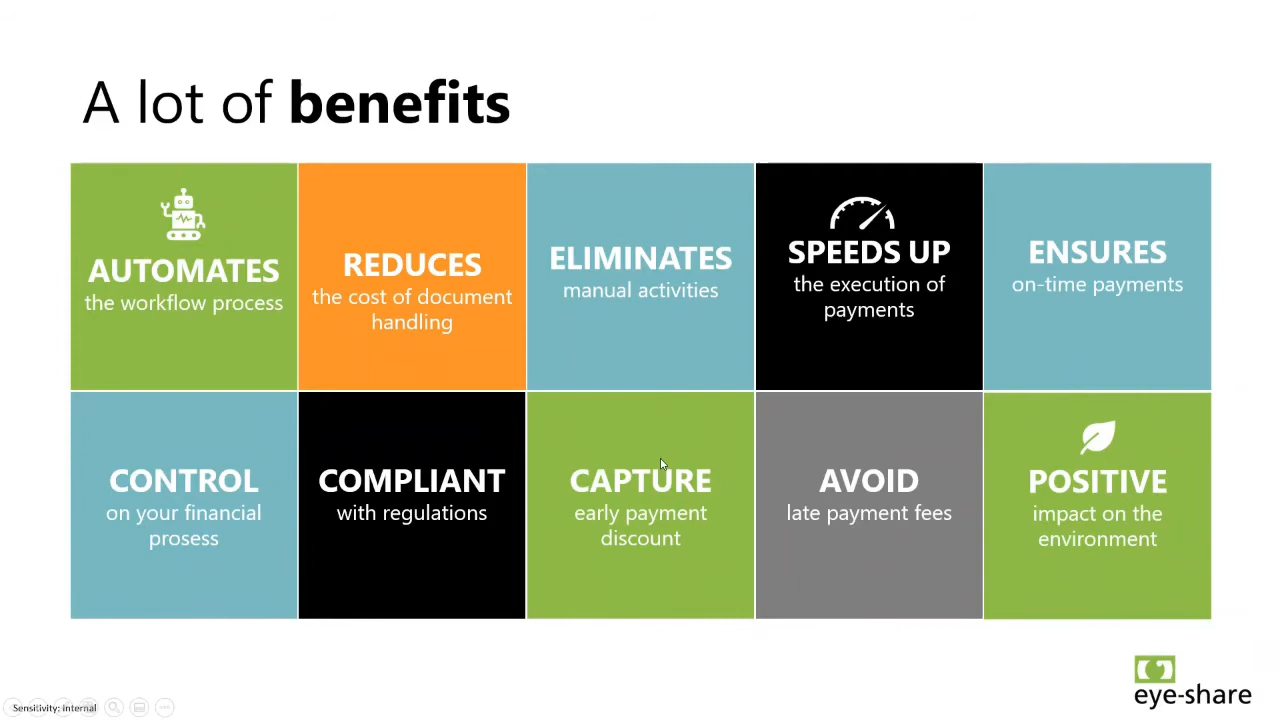 A lot of benefits
AUTOMATES
the workflow process
REDUCES
the cost of document
handling
ELIMINATES
manual activities
SPEEDS UP
the execution of
payments
ENSURES
on-time payments
CONTROL
on your financial
prosess
COMPLIANT
with regulations
CAPTURE
early payment
discount
AVOID
late payment fees
POSITIVE
impact on the
environment
eye-share
Sensitivity: Internal